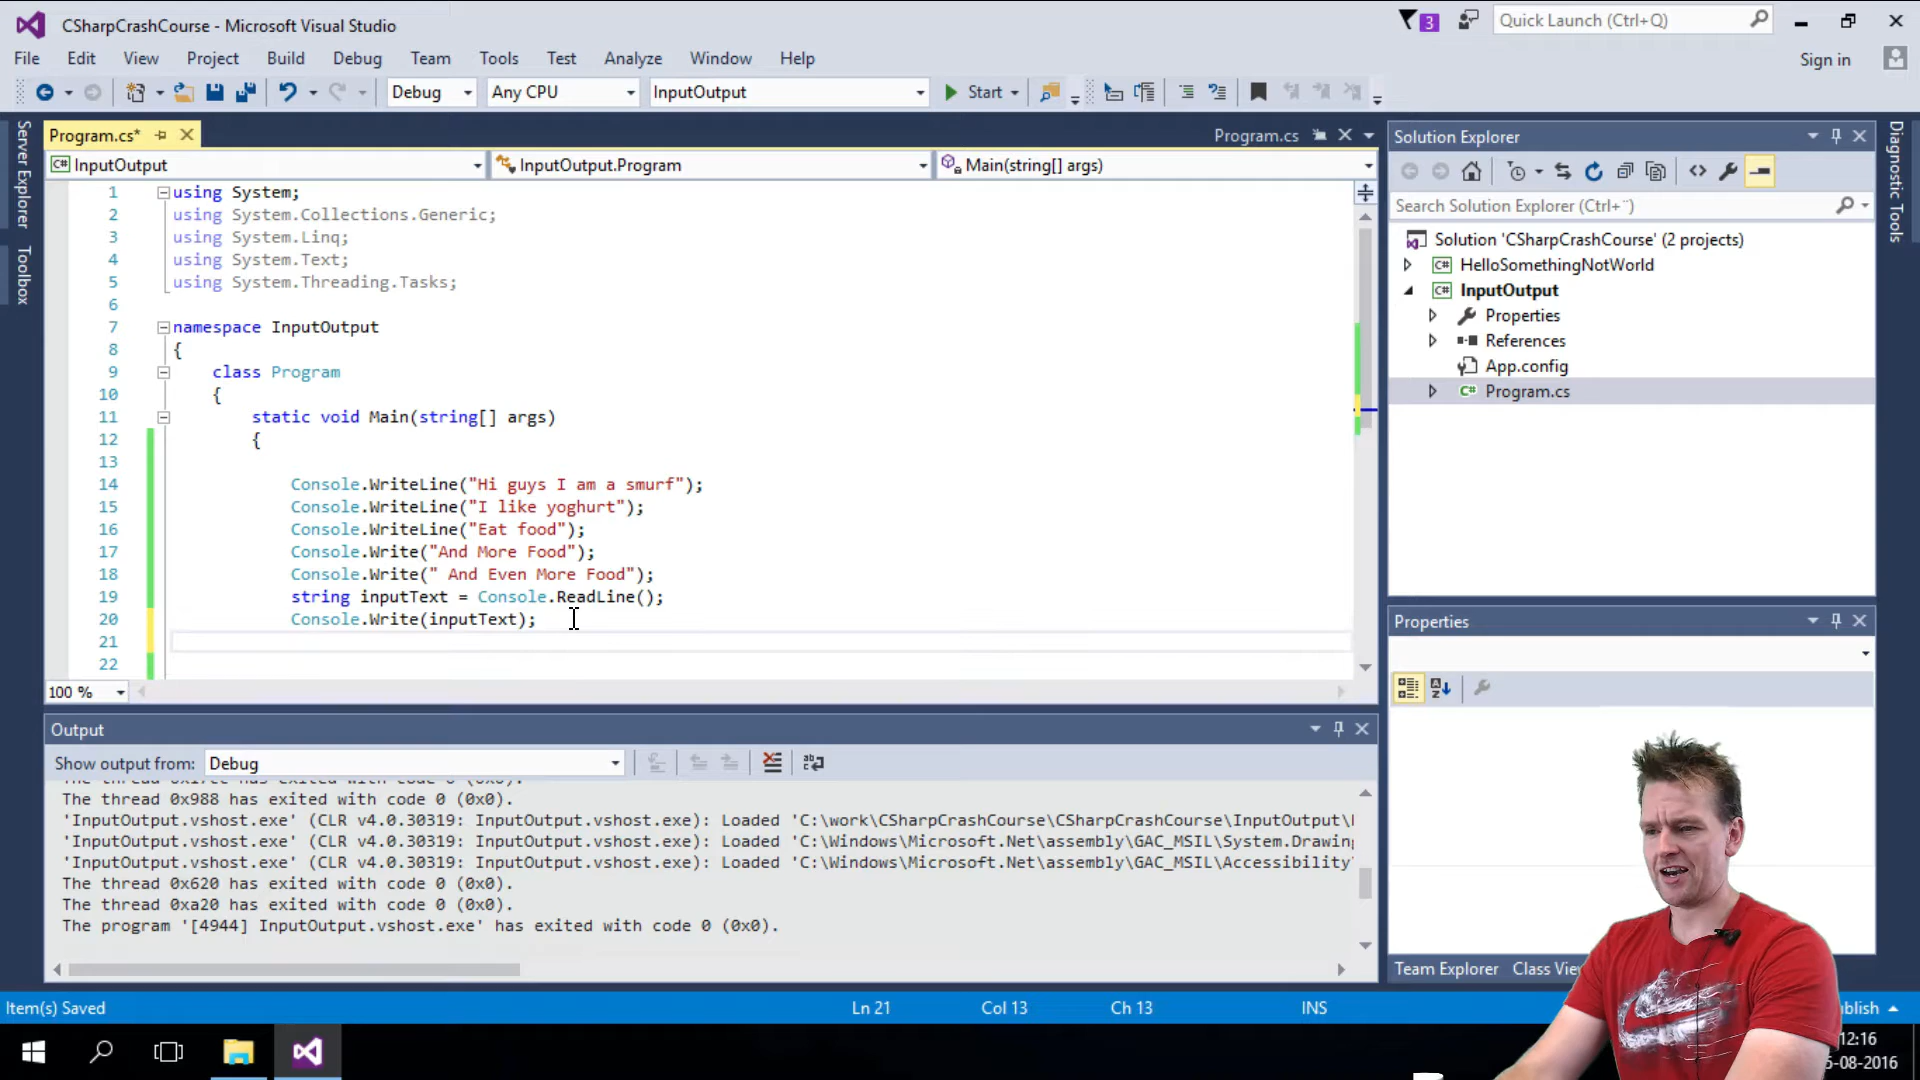 CSharpCrashCourse - Microsoft Visual Studio
3
Quick Launch (Ctrl+Q)
File Edit View Project Build Debug Team Tools Test Analyze Window Help
Sign in
Debug Any CPU InputOutput Start
Server Explorer
Toolbox
Program.cs*
Program.cs
InputOutput
InputOutput.Program
Main(string[] args)
1 using System;
2 using System.Collections.Generic;
3 using System.Linq;
4 using System.Text;
5 using System.Threading.Tasks;
6
7 namespace InputOutput
8 {
9 class Program
10 {
11 static void Main(string[] args)
12 {
13
14 Console.WriteLine("Hi guys I am a smurf");
15 Console.WriteLine("I like yoghurt");
16 Console.WriteLine("Eat food");
17 Console.Write("And More Food");
18 Console.Write(" And Even More Food");
19 string inputText = Console.ReadLine();
20 Console.Write(inputText);
21
22
100 %
Output
Show output from: Debug
The thread 0x988 has exited with code 0 (0x0).
'InputOutput.vshost.exe' (CLR v4.0.30319: InputOutput.vshost.exe): Loaded 'C:\work\CSharpCrashCourse\CSharpCrashCourse\InputOutput\
'InputOutput.vshost.exe' (CLR v4.0.30319: InputOutput.vshost.exe): Loaded 'C:\Windows\Microsoft.Net\assembly\GAC_MSIL\System.Drawing
'InputOutput.vshost.exe' (CLR v4.0.30319: InputOutput.vshost.exe): Loaded 'C:\Windows\Microsoft.Net\assembly\GAC_MSIL\Accessibility
The thread 0x620 has exited with code 0 (0x0).
The thread 0xa20 has exited with code 0 (0x0).
The program '[4944] InputOutput.vshost.exe' has exited with code 0 (0x0).
Solution Explorer
Search Solution Explorer (Ctrl+¨)
Solution 'CSharpCrashCourse' (2 projects)
C# HelloSomethingNotWorld
C# InputOutput
Properties
References
App.config
C# Program.cs
Diagnostic Tools
Properties
Team Explorer Class Vie
Item(s) Saved Ln 21 Col 13 Ch 13 INS blish
12:16
-08-2016